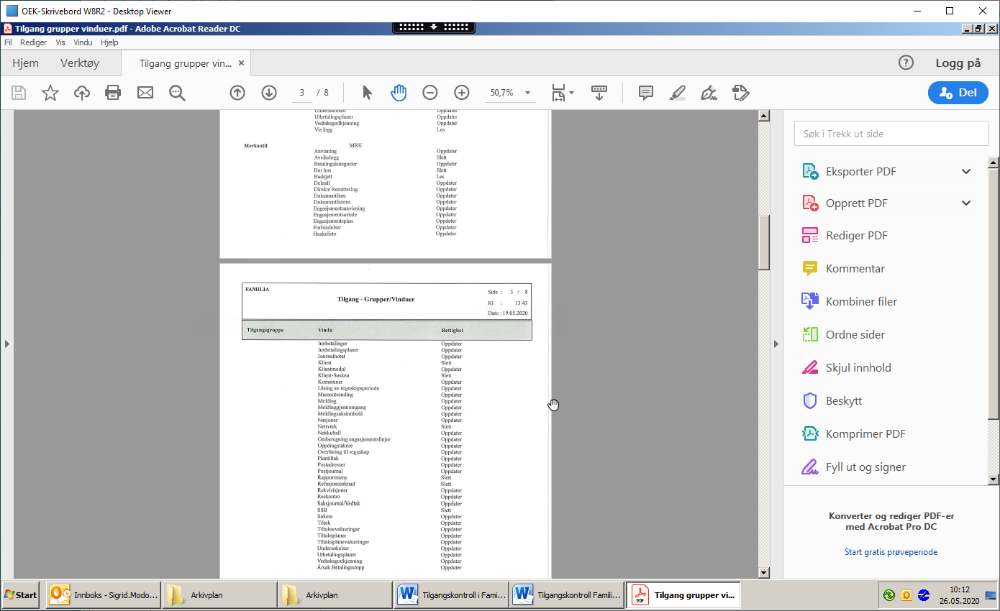 OEK-Skrivebord W8R2 - Desktop Viewer
Tilgang grupper vinduer.pdf - Adobe Acrobat Reader DC
Fil Rediger Vis Vindu Hjelp
Hjem Verktøy Tilgang grupper vin... × ? Logg på
3 / 8 50,7% Del
Undersøkelser Oppdater
Utbetalingsplaner Oppdater
Vedtaksgodkjenning Oppdater
Vis logg Les
Merkantil MRK
Anvisning Oppdater
Avvikslogg Slett
Betalingskategorier Oppdater
Bor hos Slett
Budsjett Les
Delmål Oppdater
Direkte Remittering Oppdater
Dokumentliste Oppdater
Dokumentlistenr. Oppdater
Engasjementsanvisning Oppdater
Engasjementsavtale Oppdater
Engasjementsplan Oppdater
Forbindelser Oppdater
Huskeliste Oppdater
FAMILIA
Tilgang - Grupper/Vinduer
Side : 3 / 8
Kl : 13:43
Dato : 19.05.2020
Tilgangsgruppe Vindu Rettighet
Innbetalinger Oppdater
Innbetalingsplaner Oppdater
Journalnotat Oppdater
Klient Slett
Klientmodul Oppdater
Klient-Søsken Slett
Kommuner Oppdater
Låsing av regnskapsperiode Oppdater
Masseutsending Oppdater
Melding Oppdater
Meldinggjennomgang Oppdater
Meldingsaksinnhold Oppdater
Nasjoner Oppdater
Nettverk Slett
Nøkkeltall Oppdater
Omberegning engasjementslinjer Oppdater
Oppdragstakere Oppdater
Overføring til regnskap Oppdater
Plantiltak Oppdater
Postadresser Oppdater
Postjournal Oppdater
Rapportmeny Slett
Refusjonssøknad Slett
Rekvisisjoner Oppdater
Reskontro Oppdater
Saksjournal/Vedtak Oppdater
SSB Slett
Søkere Oppdater
Tiltak Oppdater
Tiltaksevalueringer Oppdater
Tiltaksplaner Oppdater
Tiltaksplanevalueringer Oppdater
Undersøkelser Oppdater
Utbetalingsplaner Oppdater
Vedtaksgodkjenning Oppdater
Årsak Betalingsstopp Oppdater
Søk i Trekk ut side
Eksporter PDF
Opprett PDF
Rediger PDF
Kommentar
Kombiner filer
Ordne sider
Skjul innhold
Beskytt
Komprimer PDF
Fyll ut og signer
Konverter og rediger PDF-er
med Acrobat Pro DC
Start gratis prøveperiode
Start Innboks - Sigrid.Modo... Arkivplan Arkivplan Tilgangskontroll i Fami... Tilgangskontroll Famili... Tilgang grupper vi...
10:12
26.05.2020